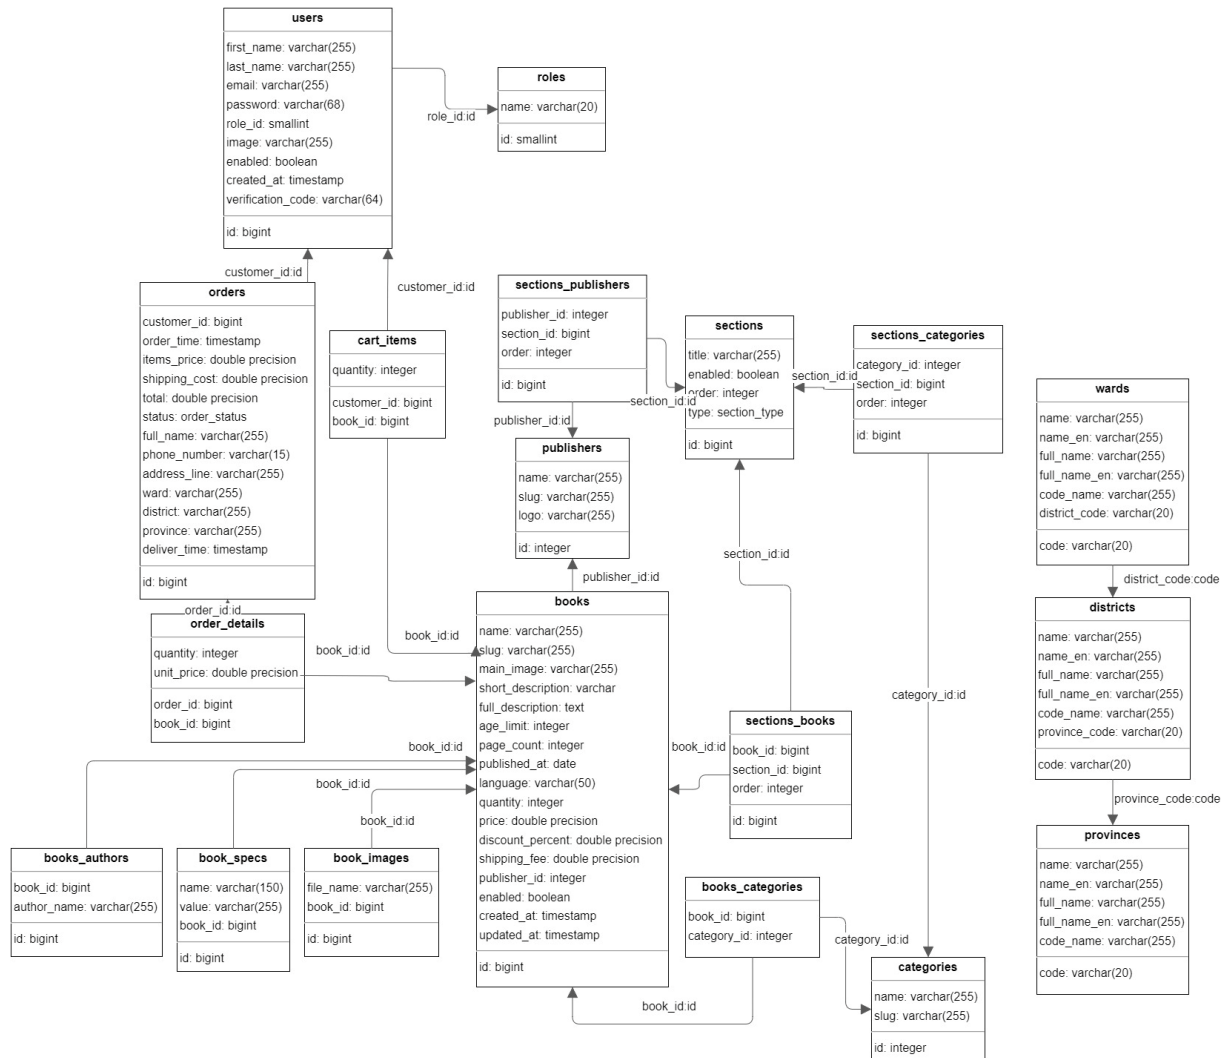 users
first_name: varchar(255)
last_name: varchar(255)
email: varchar(255)
password: varchar(68)
role_id: smallint
image: varchar(255)
enabled: boolean
created_at: timestamp
verification_code: varchar(64)
id: bigint
roles
name: varchar(20)
id: smallint
role_id:id
customer_id:id
customer_id:id
orders
customer_id: bigint
order_time: timestamp
items_price: double precision
shipping_cost: double precision
total: double precision
status: order_status
full_name: varchar(255)
phone_number: varchar(15)
address_line: varchar(255)
ward: varchar(255)
district: varchar(255)
province: varchar(255)
deliver_time: timestamp
id: bigint
cart_items
quantity: integer
customer_id: bigint
book_id: bigint
sections_publishers
publisher_id: integer
section_id: bigint
order: integer
id: bigint
sections
title: varchar(255)
enabled: boolean
order: integer
type: section_type
id: bigint
sections_categories
category_id: integer
section_id: bigint
order: integer
id: bigint
section_id:id
section_id:id
publisher_id:id
publishers
name: varchar(255)
slug: varchar(255)
logo: varchar(255)
id: integer
wards
name: varchar(255)
name_en: varchar(255)
full_name: varchar(255)
full_name_en: varchar(255)
code_name: varchar(255)
district_code: varchar(20)
code: varchar(20)
section_id:id
publisher_id:id
district_code:code
order_id:id
order_details
quantity: integer
unit_price: double precision
order_id: bigint
book_id: bigint
book_id:id
book_id:id
books
name: varchar(255)
slug: varchar(255)
main_image: varchar(255)
short_description: varchar
full_description: text
age_limit: integer
page_count: integer
published_at: date
language: varchar(50)
quantity: integer
price: double precision
discount_percent: double precision
shipping_fee: double precision
publisher_id: integer
enabled: boolean
created_at: timestamp
updated_at: timestamp
id: bigint
districts
name: varchar(255)
name_en: varchar(255)
full_name: varchar(255)
full_name_en: varchar(255)
code_name: varchar(255)
province_code: varchar(20)
code: varchar(20)
category_id:id
sections_books
book_id: bigint
section_id: bigint
order: integer
id: bigint
book_id:id
book_id:id
book_id:id
book_id:id
province_code:code
books_authors
book_id: bigint
author_name: varchar(255)
id: bigint
book_specs
name: varchar(150)
value: varchar(255)
book_id: bigint
id: bigint
book_images
file_name: varchar(255)
book_id: bigint
id: bigint
provinces
name: varchar(255)
name_en: varchar(255)
full_name: varchar(255)
full_name_en: varchar(255)
code_name: varchar(255)
code: varchar(20)
books_categories
book_id: bigint
category_id: integer
category_id:id
book_id:id
categories
name: varchar(255)
slug: varchar(255)
id: integer